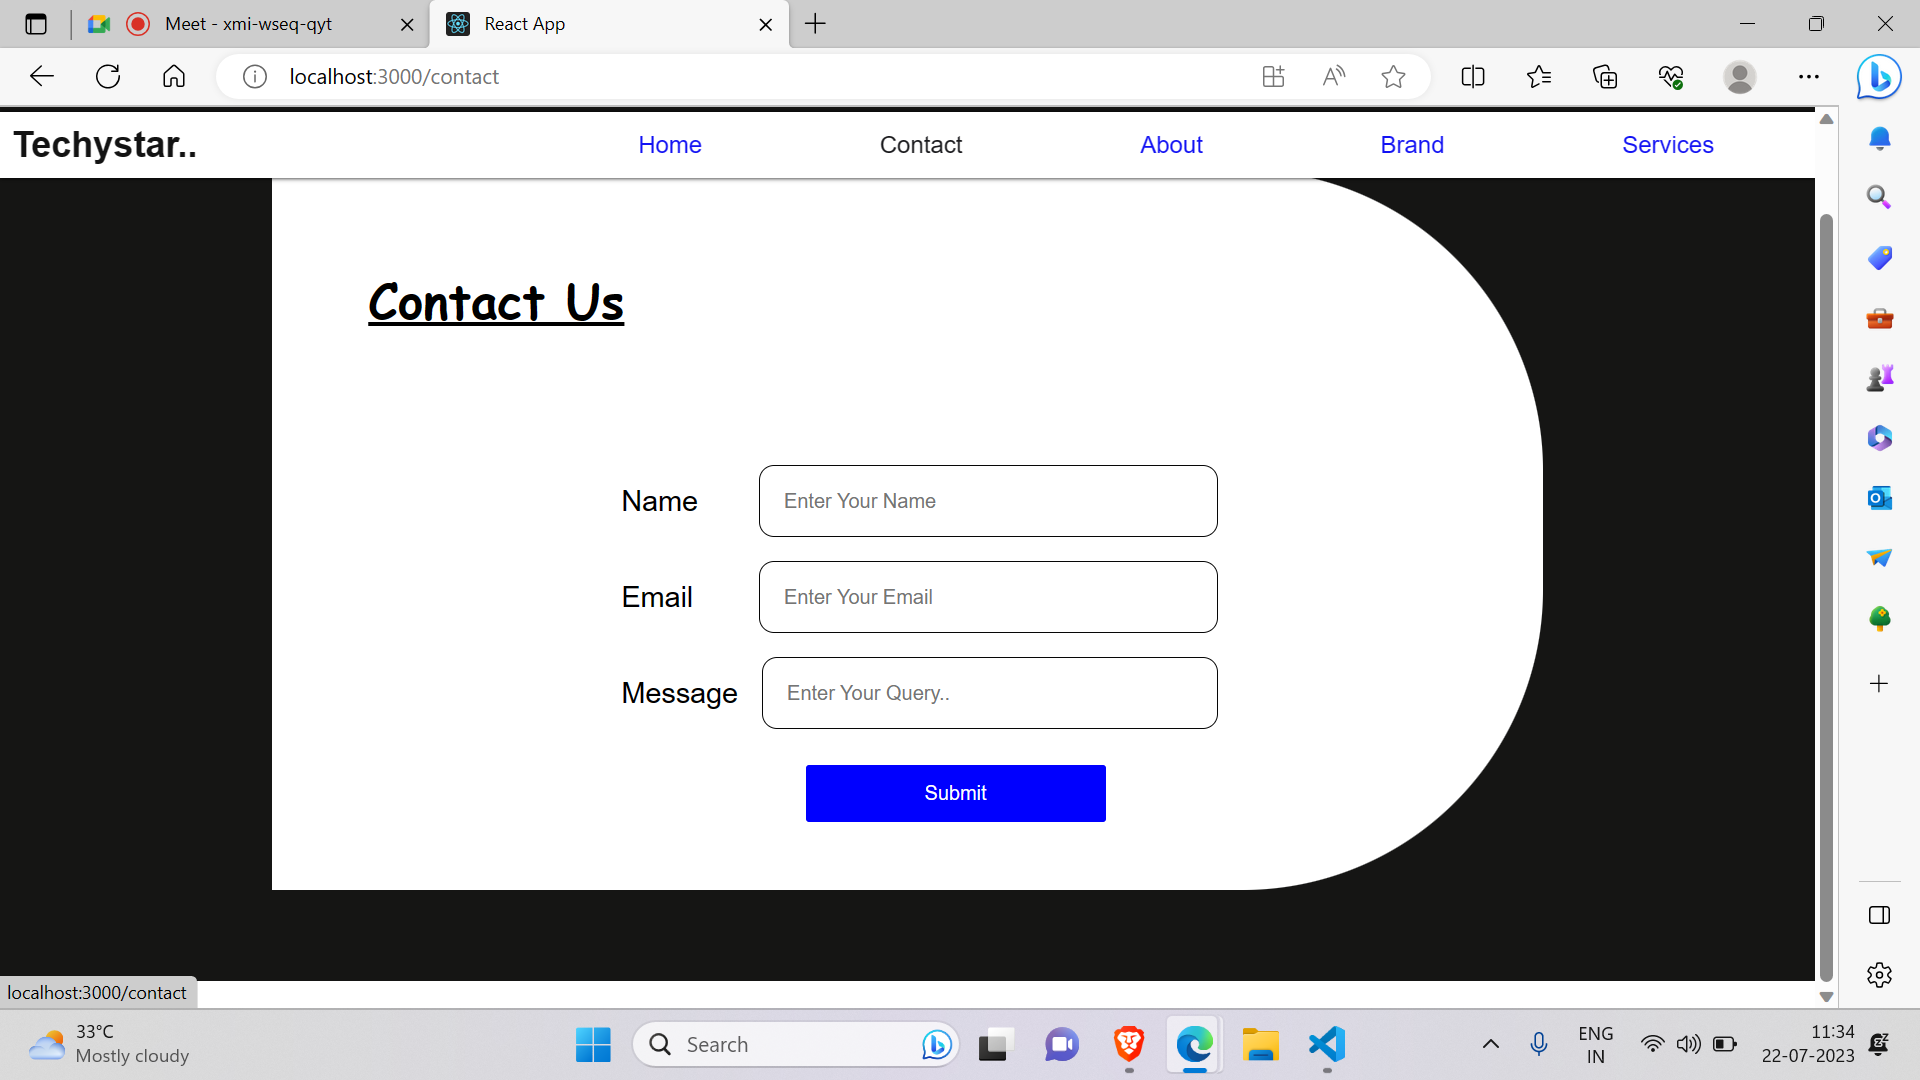 Meet - xmi-wseq-qyt
React App
localhost:3000/contact
Techystar..
Home
Contact
About
Brand
Services
Contact Us
Name
Enter Your Name
Email
Enter Your Email
Message
Enter Your Query..
Submit
localhost:3000/contact
33°C
Mostly cloudy
Search
ENG
IN
11:34
22-07-2023